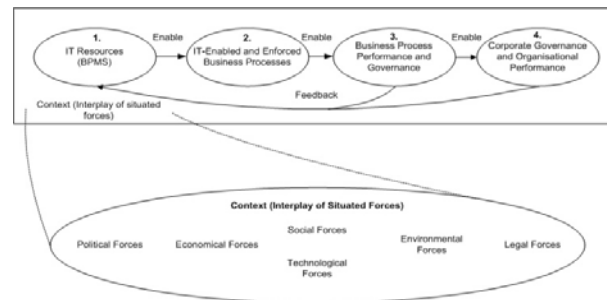 1.
IT Resources
(BPMS)
Enable
2.
IT-Enabled and Enforced
Business Processes
Enable
3.
Business Process
Performance and
Governance
Enable
4.
Corporate Governance
and Organisational
Performance
Feedback
Context (Interplay of situated
forces)
Context (Interplay of Situated Forces)
Political Forces
Economical Forces
Social Forces
Technological
Forces
Environmental
Forces
Legal Forces